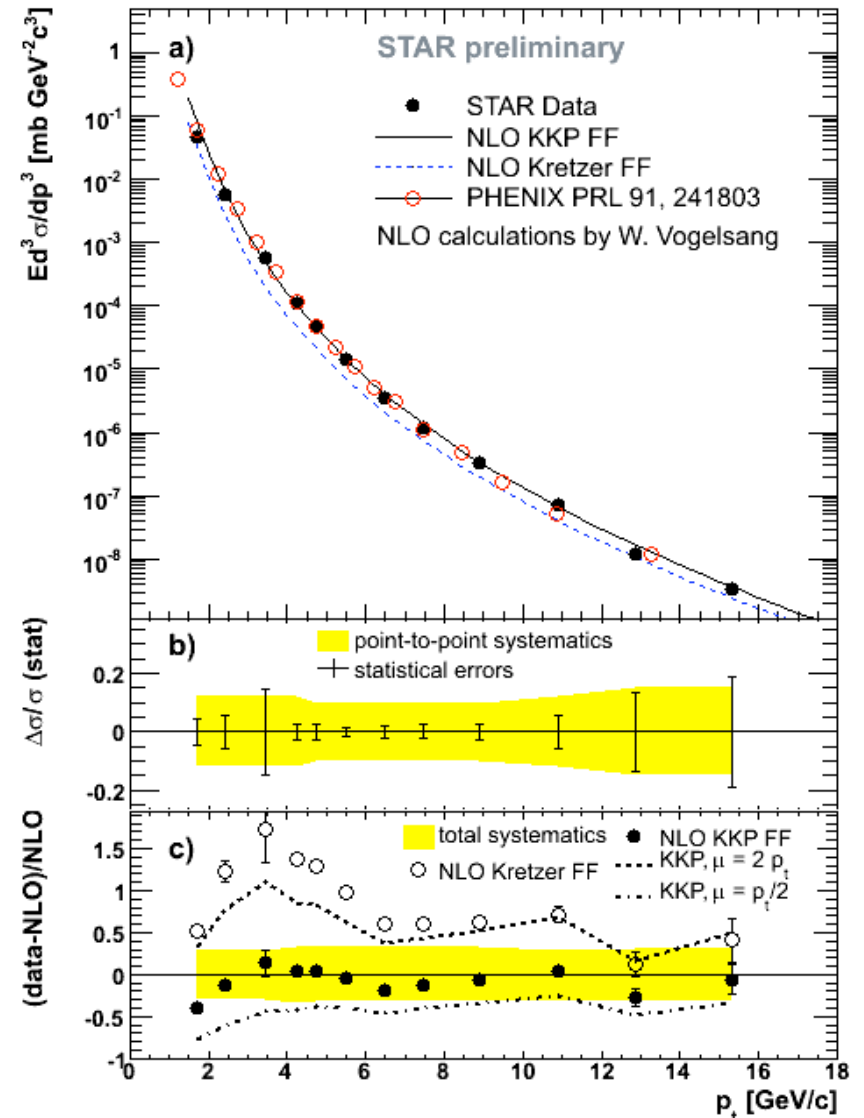 a)
STAR preliminary
STAR Data
NLO KKP FF
NLO Kretzer FF
PHENIX PRL 91, 241803
NLO calculations by W. Vogelsang
Ed³σ/dp³ [mb GeV⁻²c³]
1
10⁻¹
10⁻²
10⁻³
10⁻⁴
10⁻⁵
10⁻⁶
10⁻⁷
10⁻⁸
b)
point-to-point systematics
statistical errors
Δσ/σ (stat)
0.2
0
-0.2
c)
total systematics
NLO KKP FF
NLO Kretzer FF
KKP, μ = 2 pₜ
KKP, μ = pₜ/2
(data-NLO)/NLO
1.5
1
0.5
0
-0.5
-1
0 2 4 6 8 10 12 14 16 18
pₜ [GeV/c]